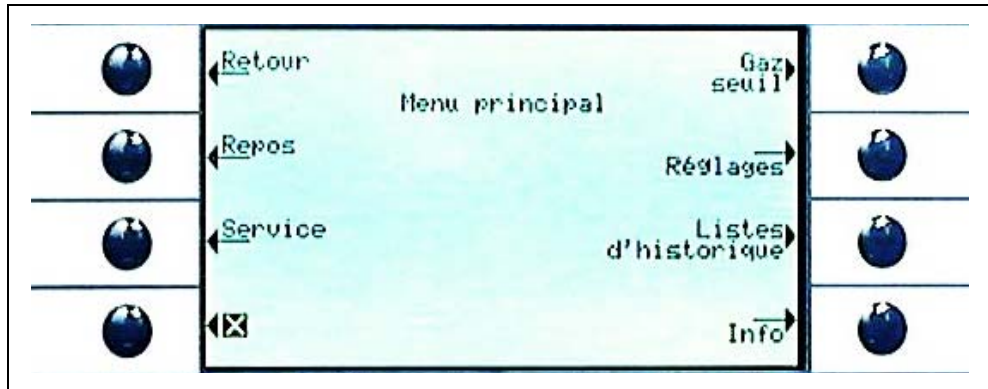 Retour
Gaz
seuil
Menu principal
Repos
Réglages
Service
Listes
d'historique
Info